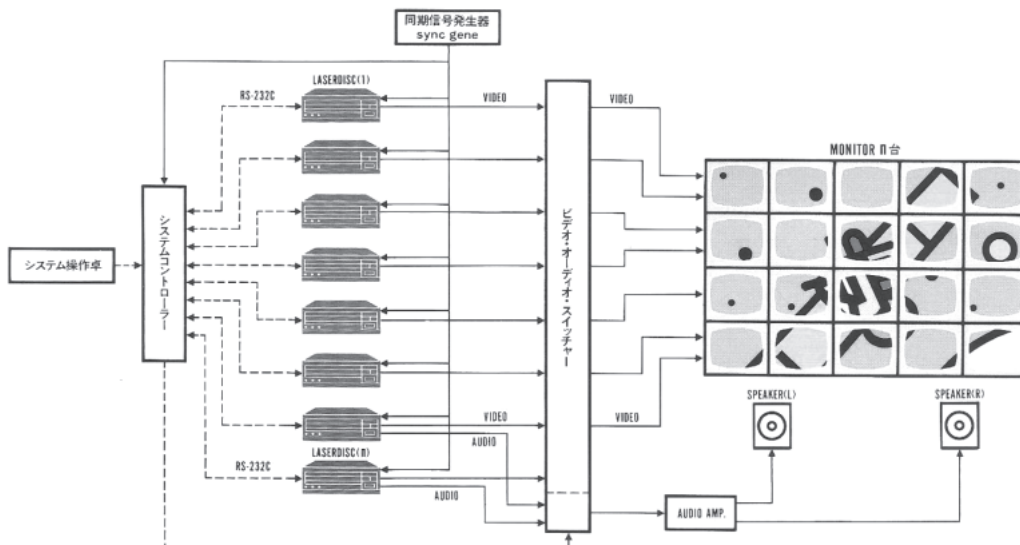 同期信号発生器
sync gene
LASERDISC(1)
RS-232C
VIDEO
VIDEO
MONITOR n台
システム操作卓
システムコントローラー
ビデオ・オーディオ・スイッチャー
VIDEO
VIDEO
AUDIO
LASERDISC(n)
RS-232C
AUDIO
SPEAKER(L)
SPEAKER(R)
AUDIO AMP.